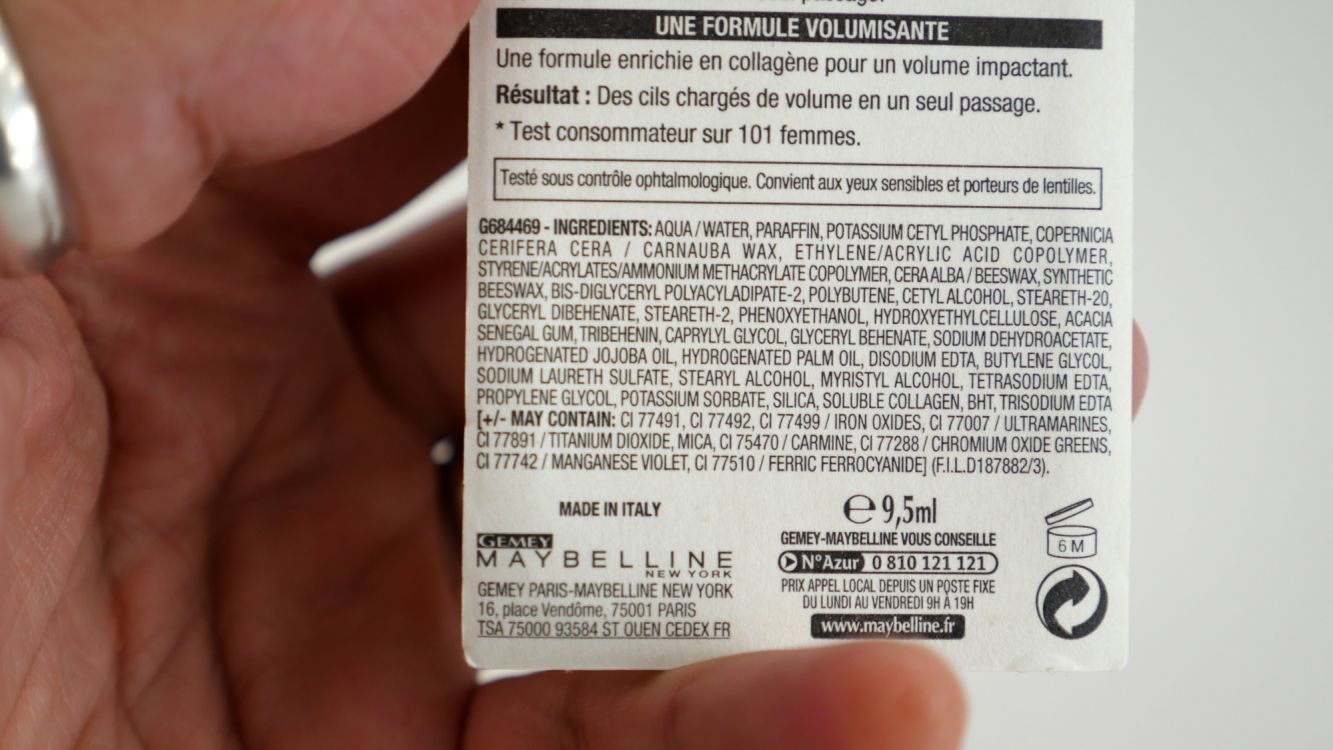 passage.
UNE FORMULE VOLUMISANTE
Une formule enrichie en collagène pour un volume impactant.
Résultat : Des cils chargés de volume en un seul passage.
* Test consommateur sur 101 femmes.
Testé sous contrôle ophtalmologique. Convient aux yeux sensibles et porteurs de lentilles.
G684469 - INGREDIENTS: AQUA / WATER, PARAFFIN, POTASSIUM CETYL PHOSPHATE, COPERNICIA
CERIFERA CERA / CARNAUBA WAX, ETHYLENE/ACRYLIC ACID COPOLYMER,
STYRENE/ACRYLATES/AMMONIUM METHACRYLATE COPOLYMER, CERA ALBA / BEESWAX, SYNTHETIC
BEESWAX, BIS-DIGLYCERYL POLYACYLADIPATE-2, POLYBUTENE, CETYL ALCOHOL, STEARETH-20,
GLYCERYL DIBEHENATE, STEARETH-2, PHENOXYETHANOL, HYDROXYETHYLCELLULOSE, ACACIA
SENEGAL GUM, TRIBEHENIN, CAPRYLYL GLYCOL, GLYCERYL BEHENATE, SODIUM DEHYDROACETATE,
HYDROGENATED JOJOBA OIL, HYDROGENATED PALM OIL, DISODIUM EDTA, BUTYLENE GLYCOL,
SODIUM LAURETH SULFATE, STEARYL ALCOHOL, MYRISTYL ALCOHOL, TETRASODIUM EDTA,
PROPYLENE GLYCOL, POTASSIUM SORBATE, SILICA, SOLUBLE COLLAGEN, BHT, TRISODIUM EDTA
[+/- MAY CONTAIN: CI 77491, CI 77492, CI 77499 / IRON OXIDES, CI 77007 / ULTRAMARINES,
CI 77891 / TITANIUM DIOXIDE, MICA, CI 75470 / CARMINE, CI 77288 / CHROMIUM OXIDE GREENS,
CI 77742 / MANGANESE VIOLET, CI 77510 / FERRIC FERROCYANIDE] (F.I.L.D187882/3).
MADE IN ITALY
GEMEY
MAYBELLINE
NEW YORK
GEMEY PARIS-MAYBELLINE NEW YORK
16, place Vendôme, 75001 PARIS
TSA 75000 93584 ST OUEN CEDEX FR
℮ 9,5ml
GEMEY-MAYBELLINE VOUS CONSEILLE
N°Azur 0 810 121 121
PRIX APPEL LOCAL DEPUIS UN POSTE FIXE
DU LUNDI AU VENDREDI 9H À 19H
www.maybelline.fr
6 M